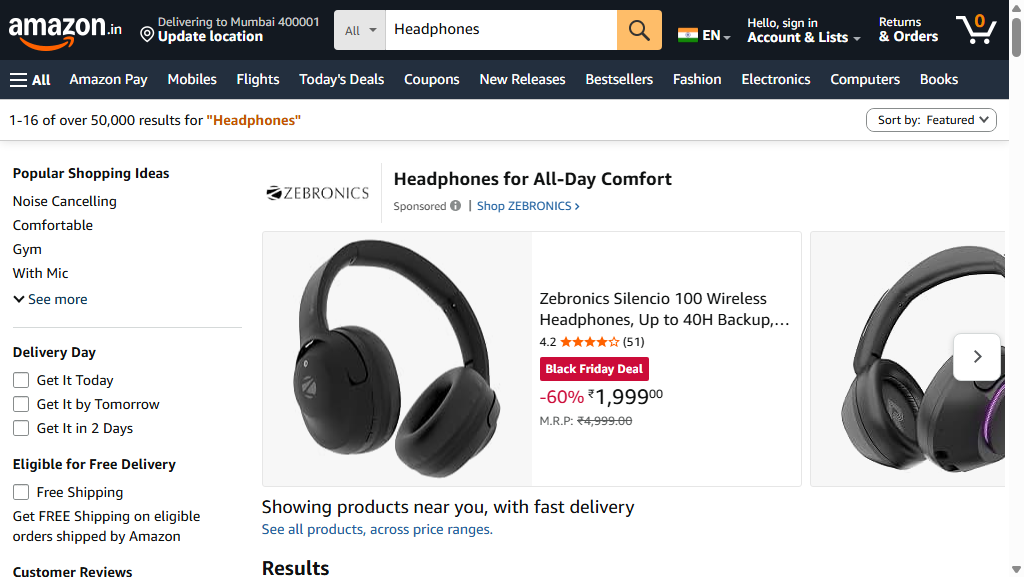 amazon.in
Delivering to Mumbai 400001
Update location
All
Headphones
EN
Hello, sign in
Account & Lists
Returns
& Orders
0
All
Amazon Pay
Mobiles
Flights
Today's Deals
Coupons
New Releases
Bestsellers
Fashion
Electronics
Computers
Books
1-16 of over 50,000 results for "Headphones"
Sort by: Featured
Popular Shopping Ideas
Noise Cancelling
Comfortable
Gym
With Mic
See more
Delivery Day
Get It Today
Get It by Tomorrow
Get It in 2 Days
Eligible for Free Delivery
Free Shipping
Get FREE Shipping on eligible
orders shipped by Amazon
Customer Reviews
ZEBRONICS
Headphones for All-Day Comfort
Sponsored | Shop ZEBRONICS
Zebronics Silencio 100 Wireless
Headphones, Up to 40H Backup,…
4.2 (51)
Black Friday Deal
-60% ₹1,99900
M.R.P: ₹4,999.00
Showing products near you, with fast delivery
See all products, across price ranges.
Results